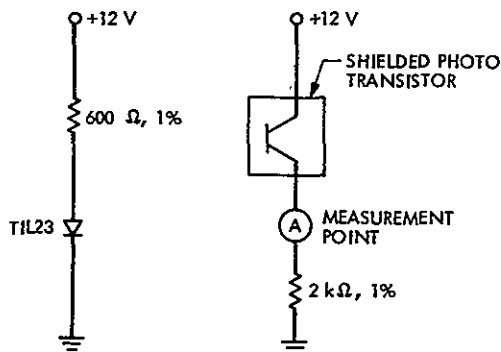 +12 V
600 Ω, 1%
TIL23
+12 V
SHIELDED PHOTO
TRANSISTOR
A
MEASUREMENT
POINT
2 kΩ, 1%